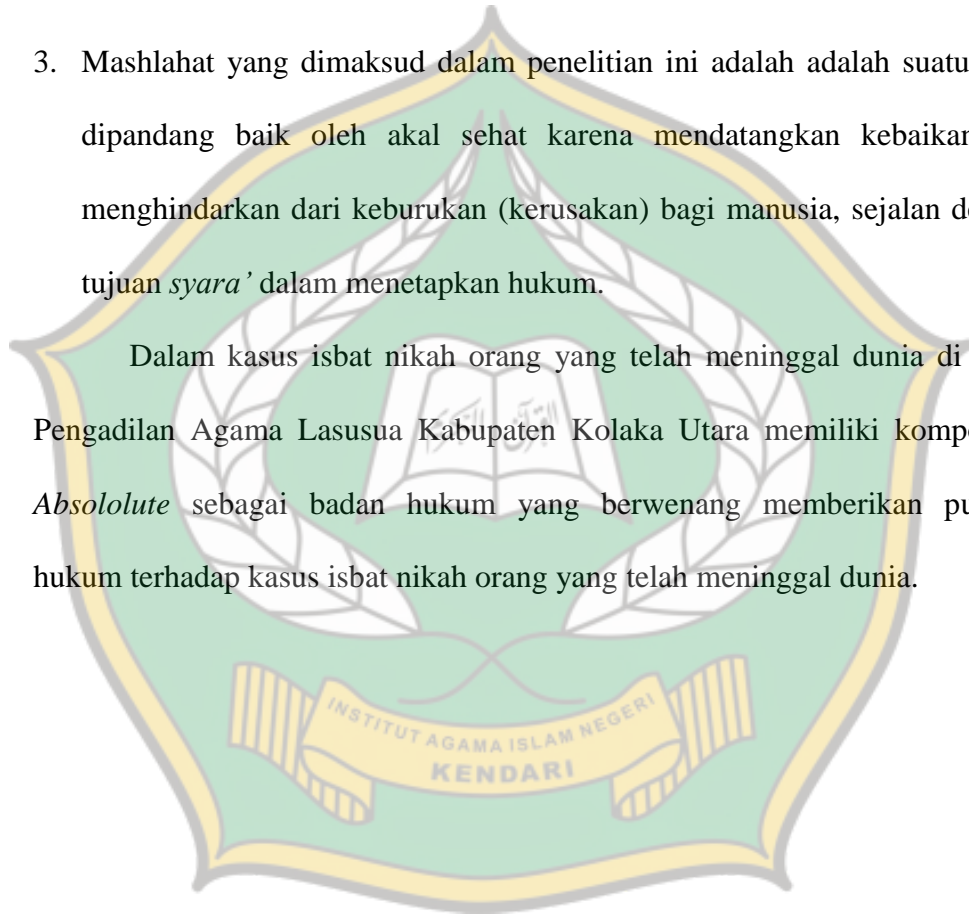 3. Mashlahat yang dimaksud dalam penelitian ini adalah adalah suatu
dipandang baik oleh akal sehat karena mendatangkan kebaikan
menghindarkan dari keburukan (kerusakan) bagi manusia, sejalan
tujuan syara’ dalam menetapkan hukum.
Dalam kasus isbat nikah orang yang telah meninggal dunia di
Pengadilan Agama Lasusua Kabupaten Kolaka Utara memiliki
Absololute sebagai badan hukum yang berwenang memberikan
hukum terhadap kasus isbat nikah orang yang telah meninggal dunia.
INSTITUT AGAMA ISLAM NEGERI
KENDARI